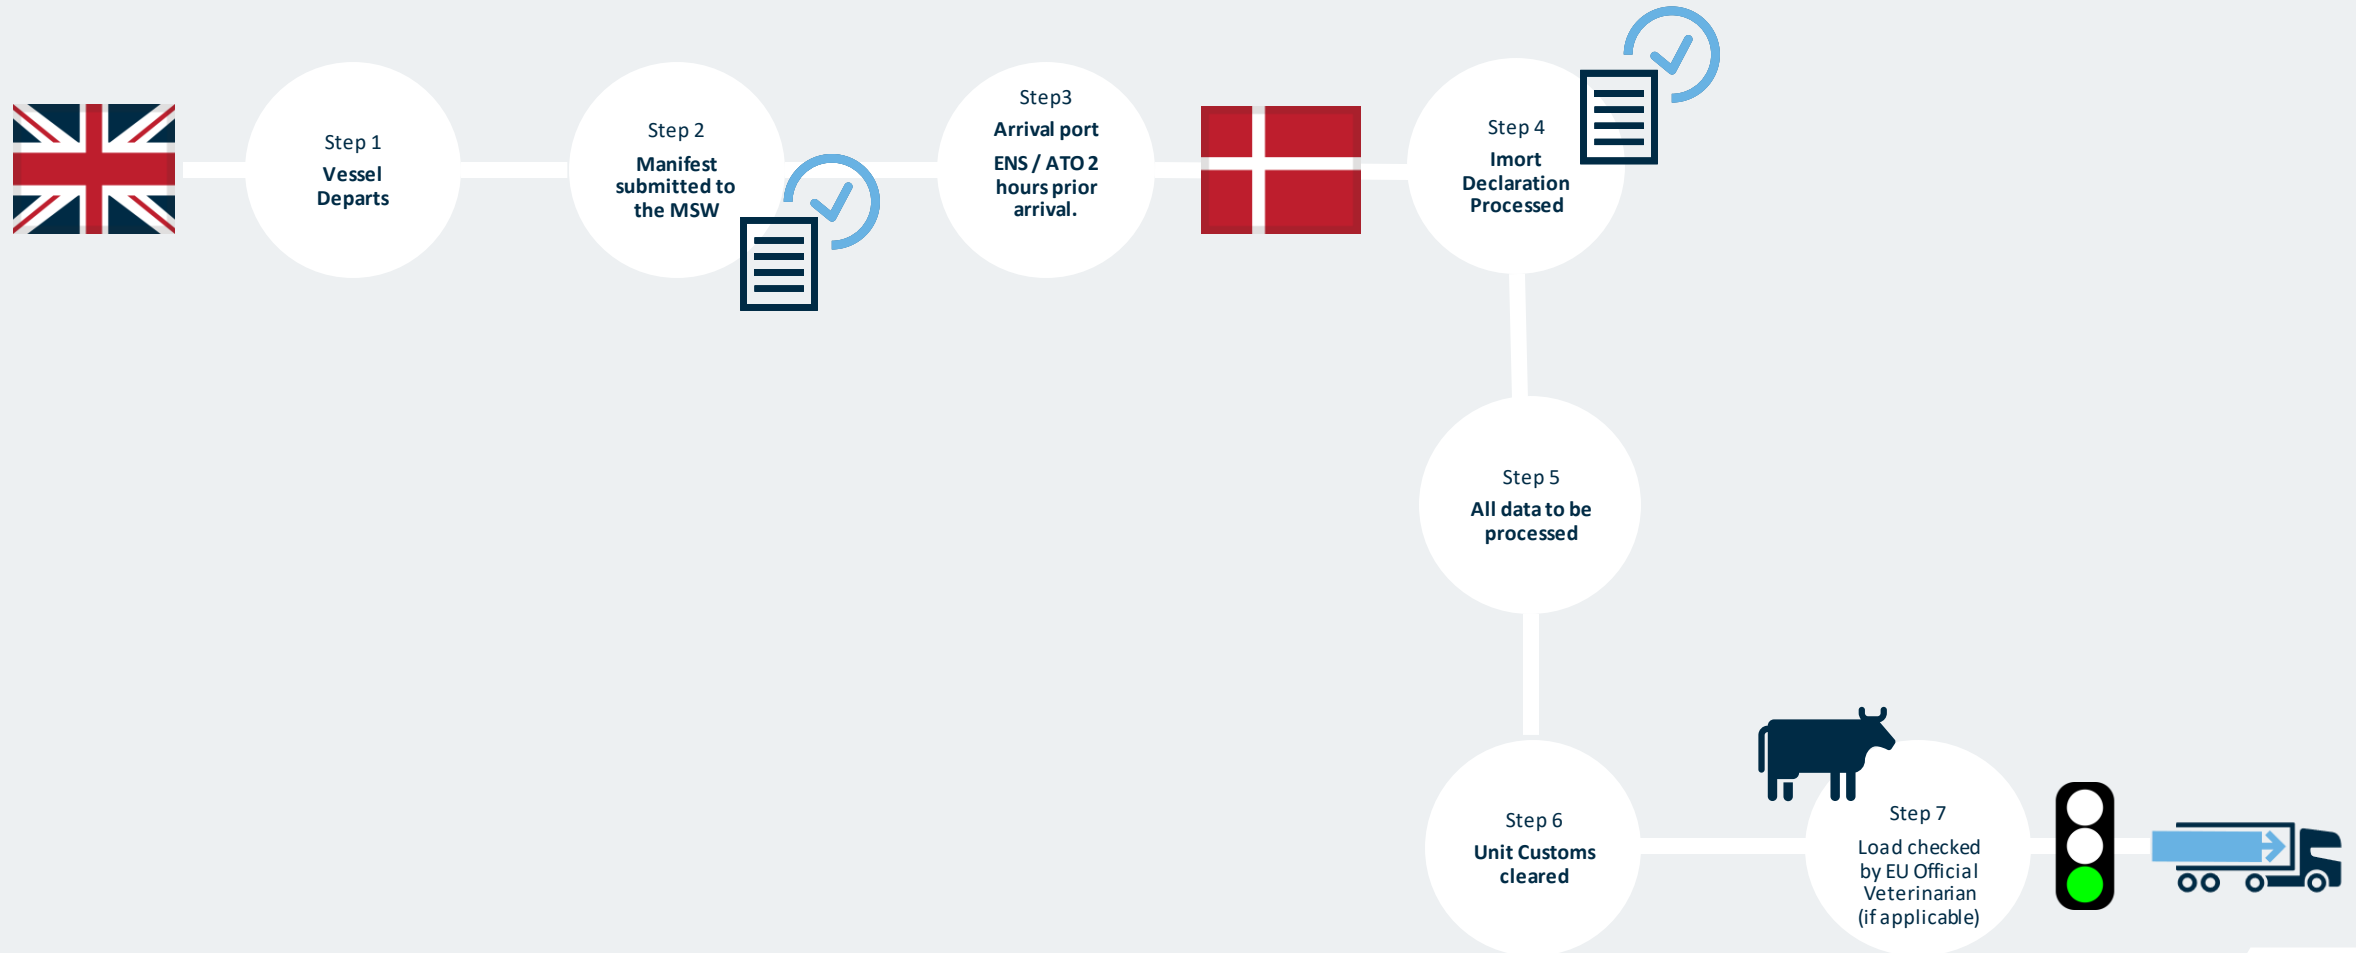 Step 1
Vessel
Departs
Step 2
Manifest
submitted to
the MSW
Step3
Arrival port
ENS / ATO 2
hours prior
arrival.
Step 4
Imort
Declaration
Processed
Step 5
All data to be
processed
Step 6
Unit Customs
cleared
Step 7
Load checked
by EU Official
Veterinarian
(if applicable)